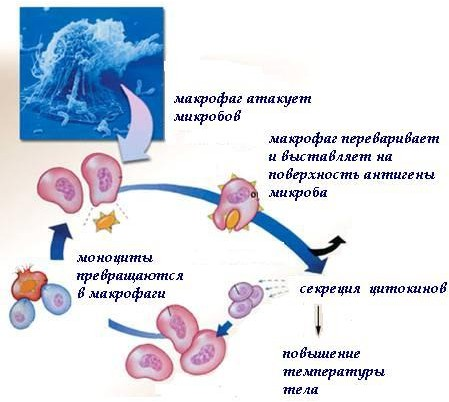 макрофаг атакует
микробов
макрофаг переваривает
и выставляет на
поверхность антигены
микроба
моноциты
превращаются
в макрофаги
секреция цитокинов
повышение
температуры
тела